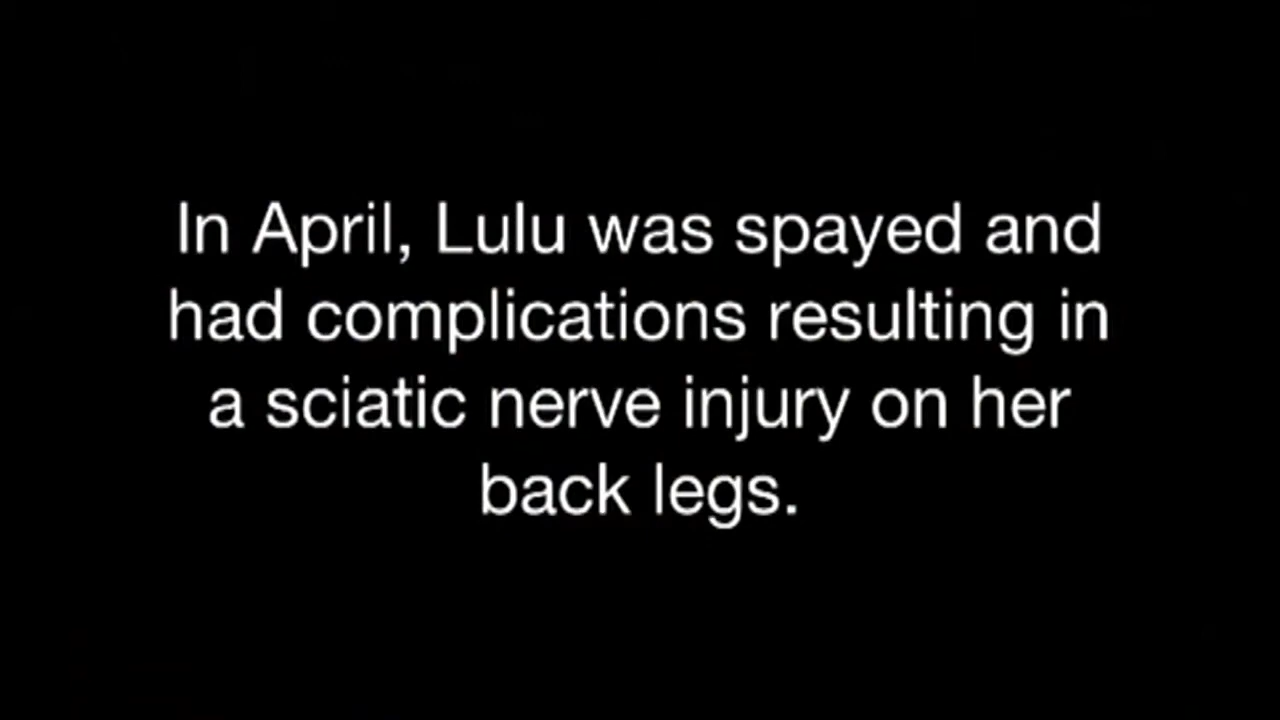 In April, Lulu was spayed and
had complications resulting in
a sciatic nerve injury on her
back legs.